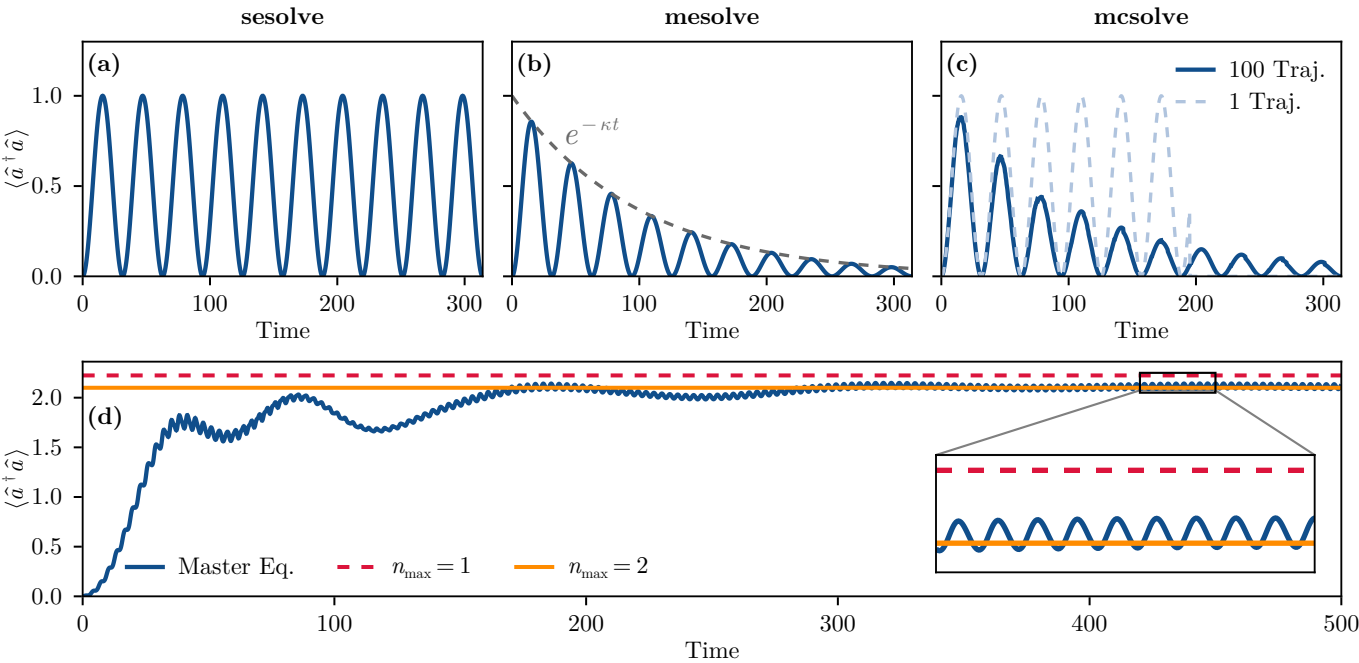 sesolve
mesolve
mcsolve
(a)
⟨â†â⟩
1.0
0.5
0.0
0 100 200 300
Time
(b)
e^{−κt}
0 100 200 300
Time
(c)
100 Traj.
1 Traj.
0 100 200 300
Time
(d)
⟨â†â⟩
2.0
1.5
1.0
0.5
0.0
Master Eq.
n_max = 1
n_max = 2
0 100 200 300 400 500
Time